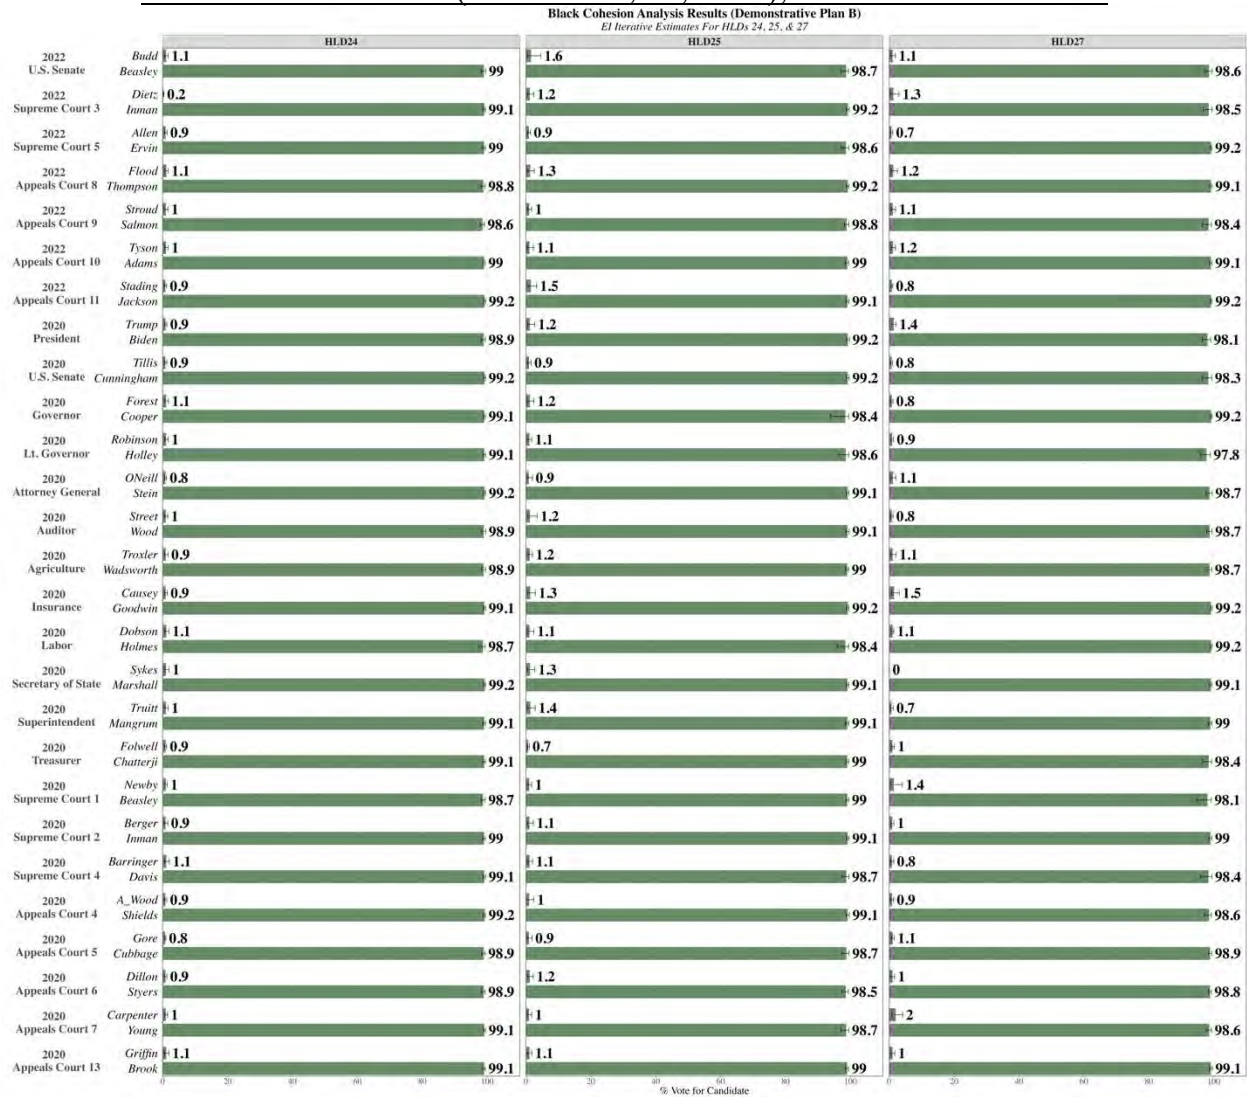 Black Cohesion Analysis Results (Demonstrative Plan B)
EI Iterative Estimates For HLDs 24, 25, & 27
HLD24 HLD25 HLD27
2022 Budd 1.1 1.6 1.1
U.S. Senate Beasley 99 98.7 98.6
2022 Dietz 0.2 1.2 1.3
Supreme Court 3 Inman 99.1 99.2 98.5
2022 Allen 0.9 0.9 0.7
Supreme Court 5 Ervin 99 98.6 99.2
2022 Flood 1.1 1.3 1.2
Appeals Court 8 Thompson 98.8 99.2 99.1
2022 Stroud 1 1 1.1
Appeals Court 9 Salmon 98.6 98.8 98.4
2022 Tyson 1 1.1 1.2
Appeals Court 10 Adams 99 99 99.1
2022 Stading 0.9 1.5 0.8
Appeals Court 11 Jackson 99.2 99.1 99.2
2020 Trump 0.9 1.2 1.4
President Biden 98.9 99.2 98.1
2020 Tillis 0.9 0.9 0.8
U.S. Senate Cunningham 99.2 99.2 98.3
2020 Forest 1.1 1.2 0.8
Governor Cooper 99.1 98.4 99.2
2020 Robinson 1 1.1 0.9
Lt. Governor Holley 99.1 98.6 97.8
2020 ONeill 0.8 0.9 1.1
Attorney General Stein 99.2 99.1 98.7
2020 Street 1 1.2 0.8
Auditor Wood 98.9 99.1 98.7
2020 Troxler 0.9 1.2 1.1
Agriculture Wadsworth 98.9 99 98.7
2020 Causey 0.9 1.3 1.5
Insurance Goodwin 99.1 99.2 99.2
2020 Dobson 1.1 1.1 1.1
Labor Holmes 98.7 98.4 99.2
2020 Sykes 1 1.3 0
Secretary of State Marshall 99.2 99.1 99.1
2020 Truitt 1 1.4 0.7
Superintendent Mangrum 99.1 99.1 99
2020 Folwell 0.9 0.7 1
Treasurer Chatterji 99.1 99 98.4
2020 Newby 1 1 1.4
Supreme Court 1 Beasley 98.7 99 98.1
2020 Berger 0.9 1.1 1
Supreme Court 2 Inman 99 99.1 99
2020 Barringer 1.1 1.1 0.8
Supreme Court 4 Davis 99.1 98.7 98.4
2020 A_Wood 0.9 1 0.9
Appeals Court 4 Shields 99.2 99.1 98.6
2020 Gore 0.8 0.9 1.1
Appeals Court 5 Cubbage 98.9 98.7 98.9
2020 Dillon 0.9 1.2 1
Appeals Court 6 Styers 98.9 98.5 98.8
2020 Carpenter 1 1 2
Appeals Court 7 Young 99.1 98.7 98.6
2020 Griffin 1.1 1.1 1
Appeals Court 13 Brook 99.1 99 99.1
0 20 40 60 80 100 0 20 40 60 80 100 0 20 40 60 80 100
% Vote for Candidate